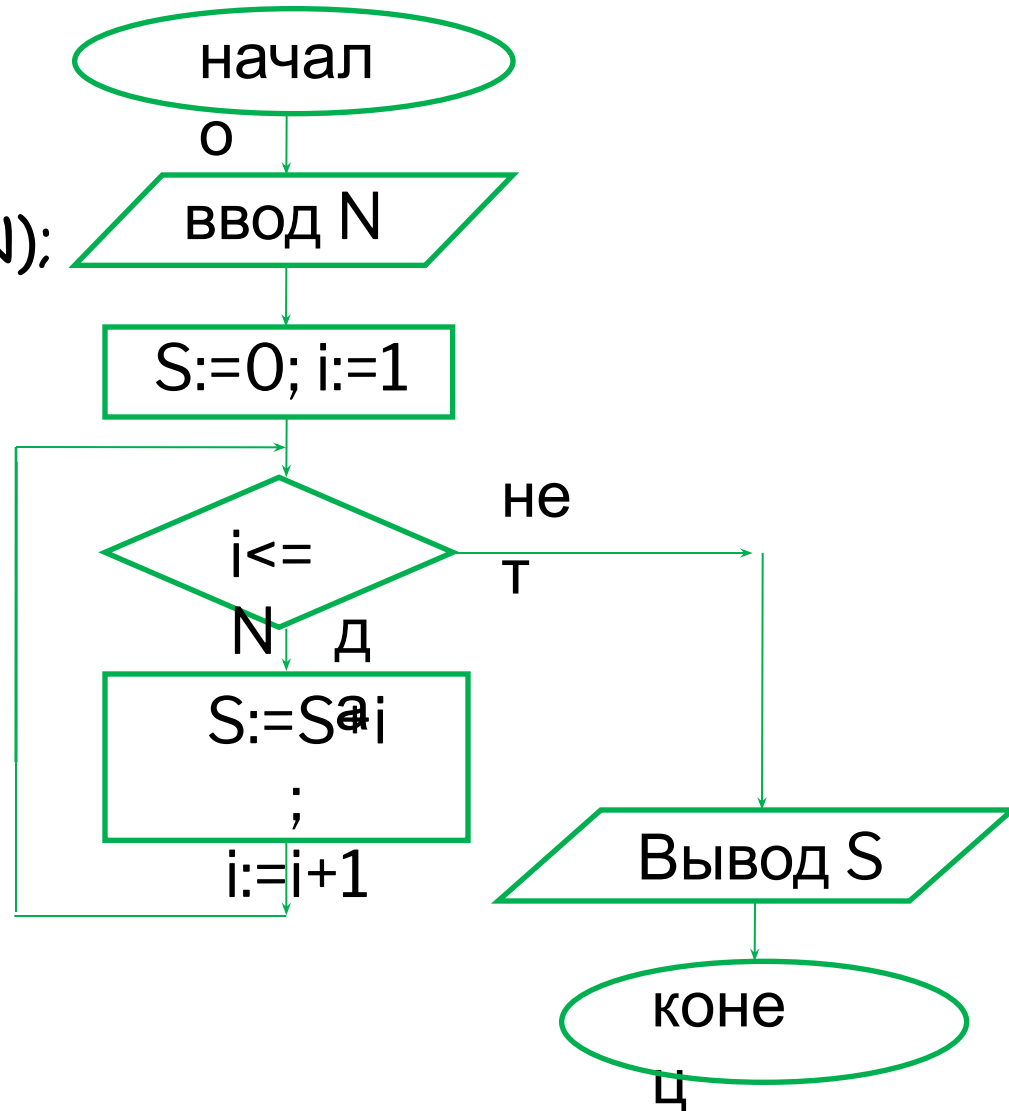 начал
о
ввод N
N);
S:=0; i:=1
не
т
i<=
N
д
а
S:=S+i
;
i:=i+1
Вывод S
коне
ц